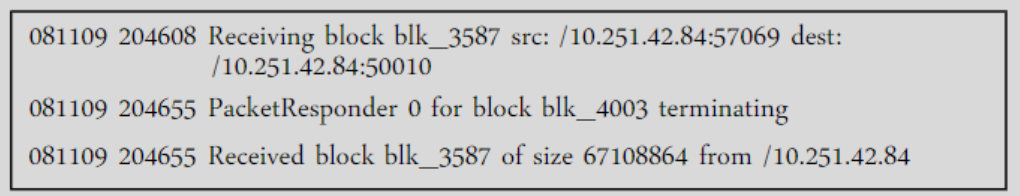 081109 204608 Receiving block blk_3587 src: /10.251.42.84:57069 dest:
/10.251.42.84:50010
081109 204655 PacketResponder 0 for block blk_4003 terminating
081109 204655 Received block blk_3587 of size 67108864 from /10.251.42.84